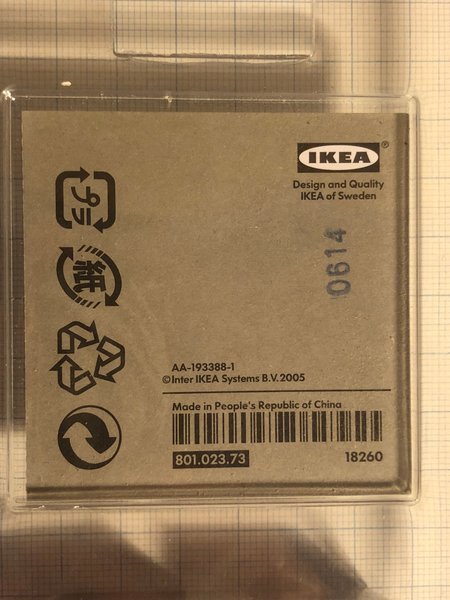 IKEA®
Design and Quality
IKEA of Sweden
0614
プラ
紙
AA-193388-1
©Inter IKEA Systems B.V. 2005
Made in People's Republic of China
801.023.73
18260